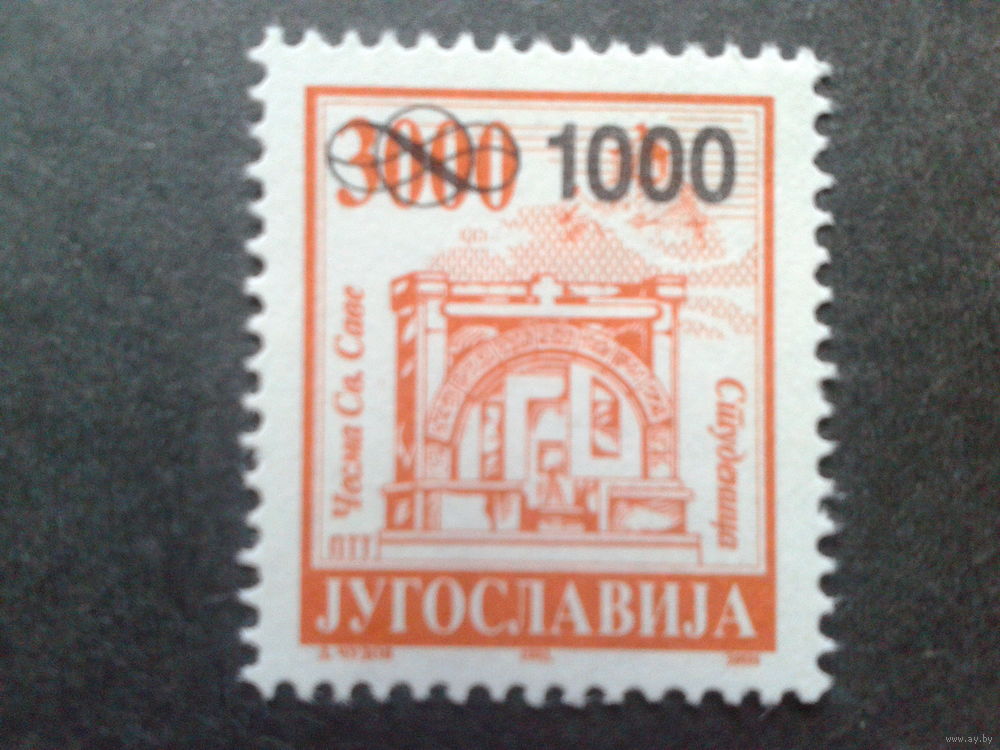 3000 1000
Чесма Св. Саве
Студеница
ПТТ
ЈУГОСЛАВИЈА
www.ay.by